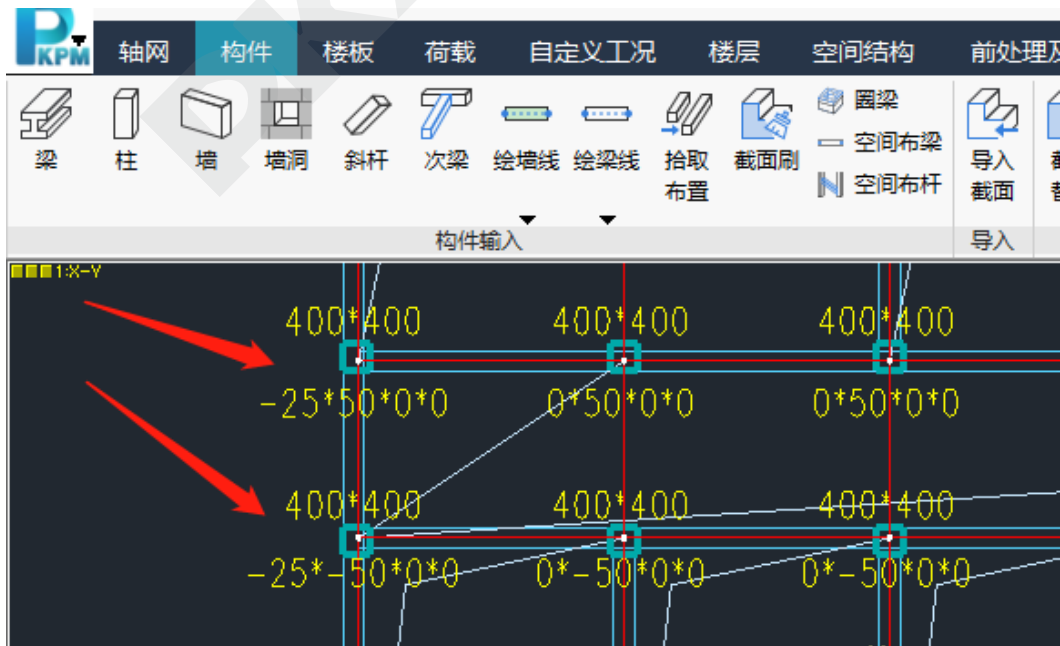 PKPM
轴网 构件 楼板 荷载 自定义工况 楼层 空间结构 前处理及
梁 柱 墙 墙洞 斜杆 次梁 绘墙线 绘梁线 拾取布置 截面刷
圈梁
空间布梁
空间布杆
导入
截面
构件输入 导入
1:X-Y
400*400 400*400 400*400
-25*50*0*0 0*50*0*0 0*50*0*0
400*400 400*400 400*400
-25*-50*0*0 0*-50*0*0 0*-50*0*0